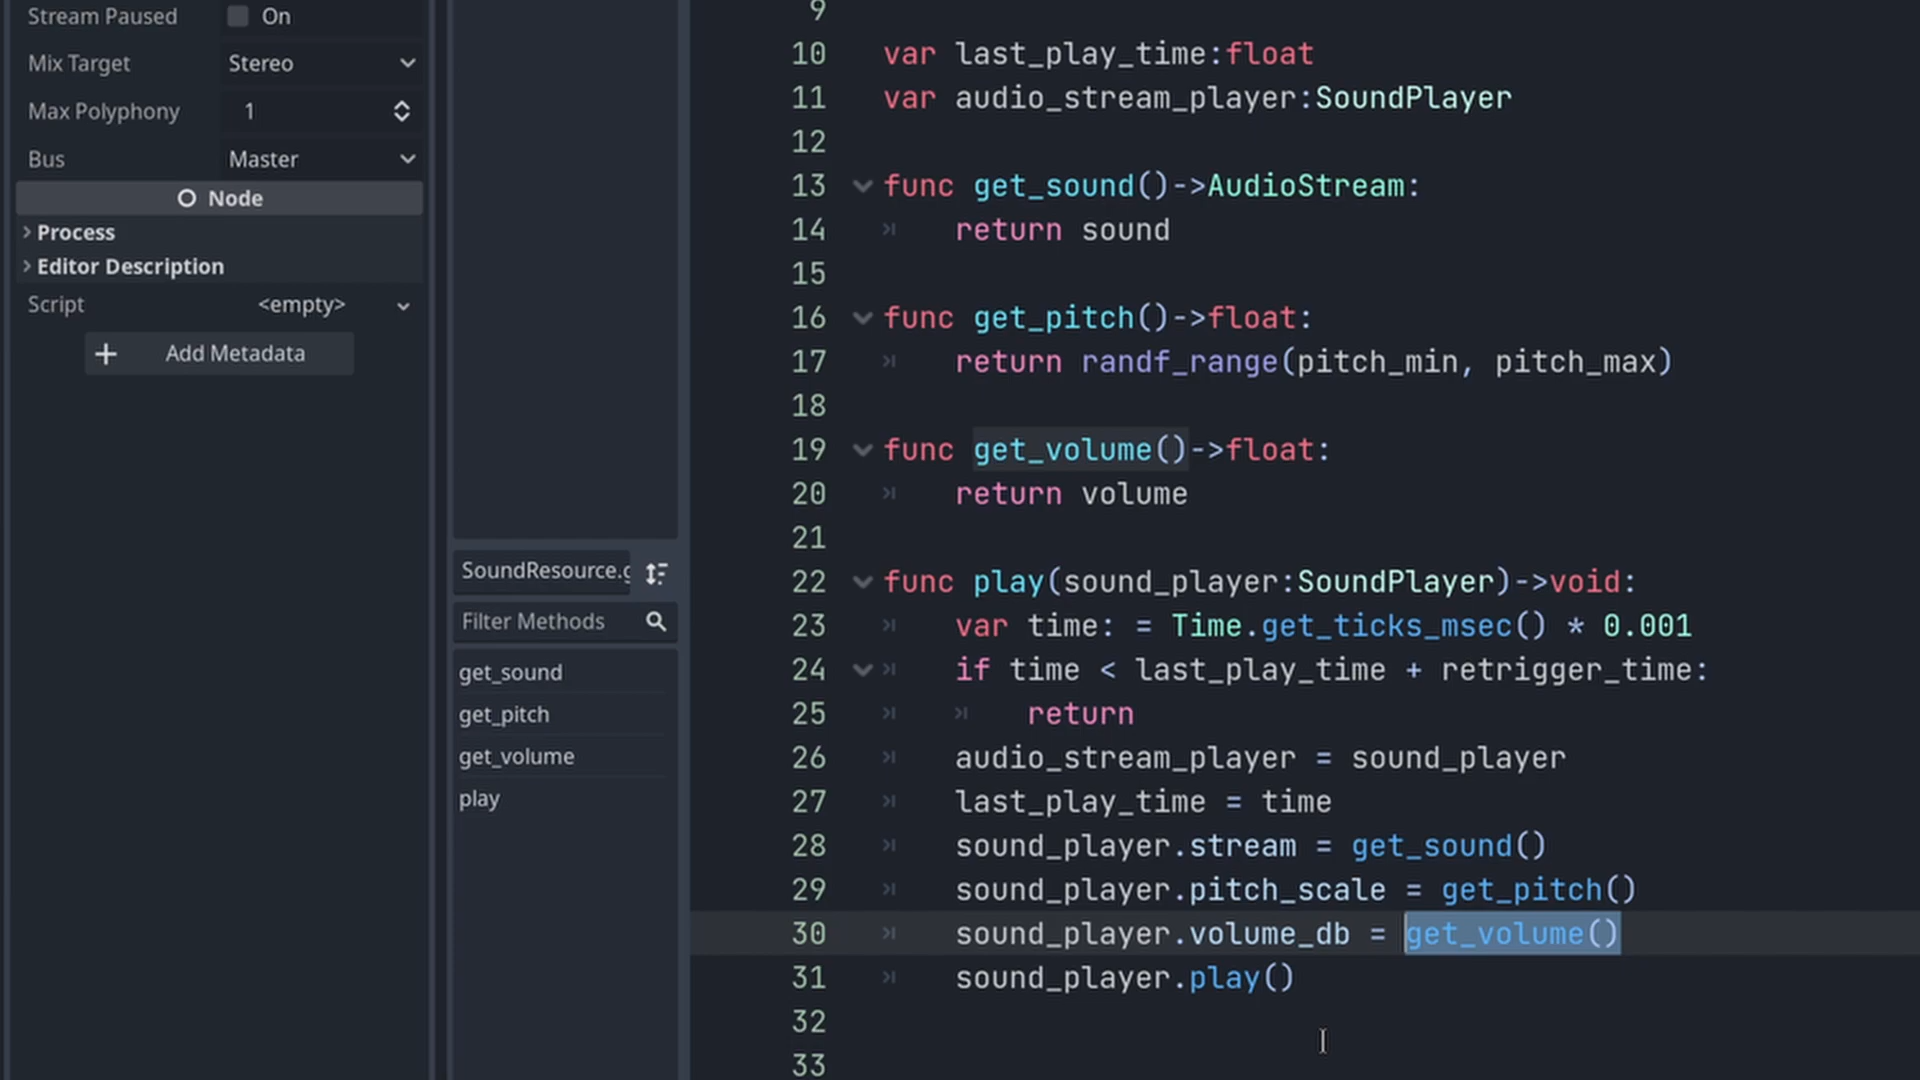 Stream Paused On
Mix Target Stereo
Max Polyphony 1
Bus Master
Node
Process
Editor Description
Script <empty>
Add Metadata
SoundResource.g
Filter Methods
get_sound
get_pitch
get_volume
play
9
10 var last_play_time:float
11 var audio_stream_player:SoundPlayer
12
13 func get_sound()->AudioStream:
14 return sound
15
16 func get_pitch()->float:
17 return randf_range(pitch_min, pitch_max)
18
19 func get_volume()->float:
20 return volume
21
22 func play(sound_player:SoundPlayer)->void:
23 var time: = Time.get_ticks_msec() * 0.001
24 if time < last_play_time + retrigger_time:
25 return
26 audio_stream_player = sound_player
27 last_play_time = time
28 sound_player.stream = get_sound()
29 sound_player.pitch_scale = get_pitch()
30 sound_player.volume_db = get_volume()
31 sound_player.play()
32
33